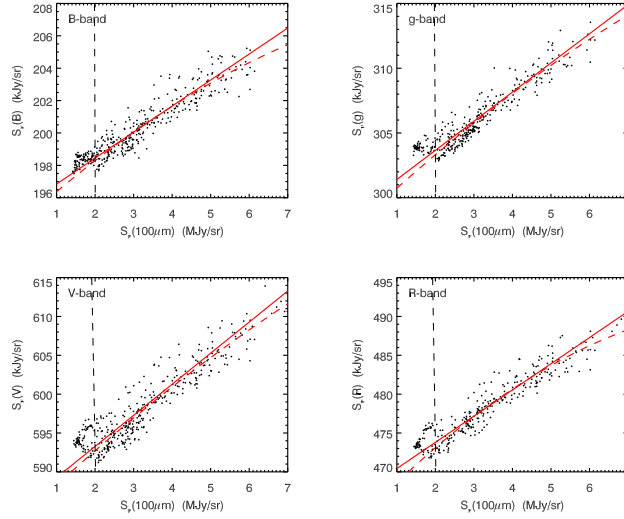 B-band
208
206
204
202
200
198
196
S_ν(B) (kJy/sr)
1 2 3 4 5 6 7
S_ν(100μm) (MJy/sr)
g-band
310
305
300
S_ν(g) (kJy/sr)
1 2 3 4 5 6
S_ν(100μm) (MJy/sr)
V-band
615
610
605
600
595
590
S_ν(V) (kJy/sr)
1 2 3 4 5 6 7
S_ν(100μm) (MJy/sr)
R-band
495
490
485
480
475
470
S_ν(R) (kJy/sr)
1 2 3 4 5 6
S_ν(100μm) (MJy/sr)